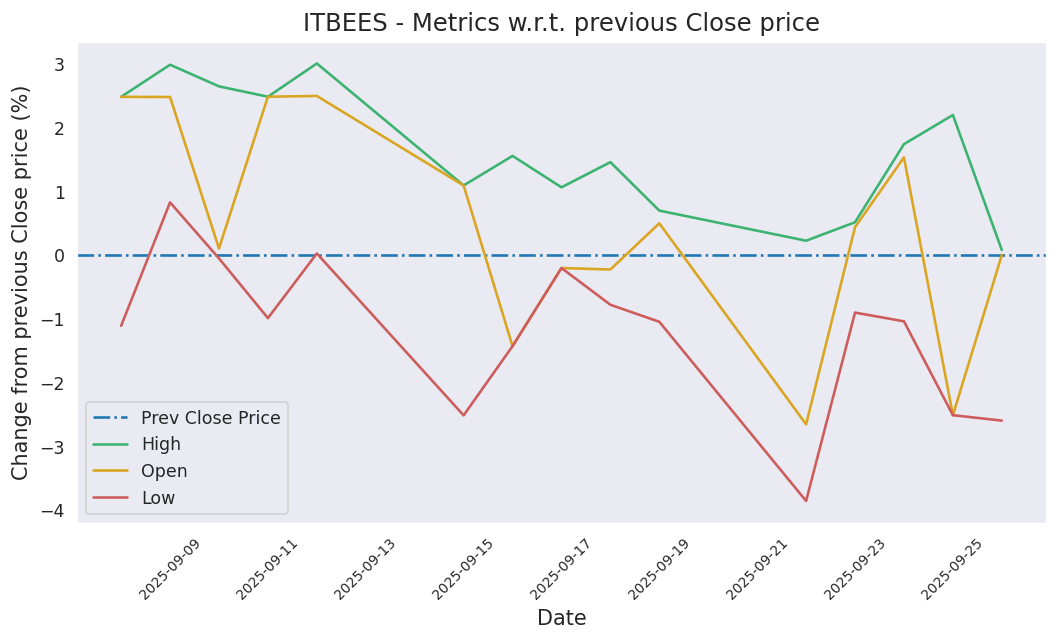 ITBEES - Metrics w.r.t. previous Close price
Change from previous Close price (%)
3
2
1
0
−1
−2
−3
−4
Prev Close Price
High
Open
Low
2025-09-09
2025-09-11
2025-09-13
2025-09-15
2025-09-17
2025-09-19
2025-09-21
2025-09-23
2025-09-25
Date